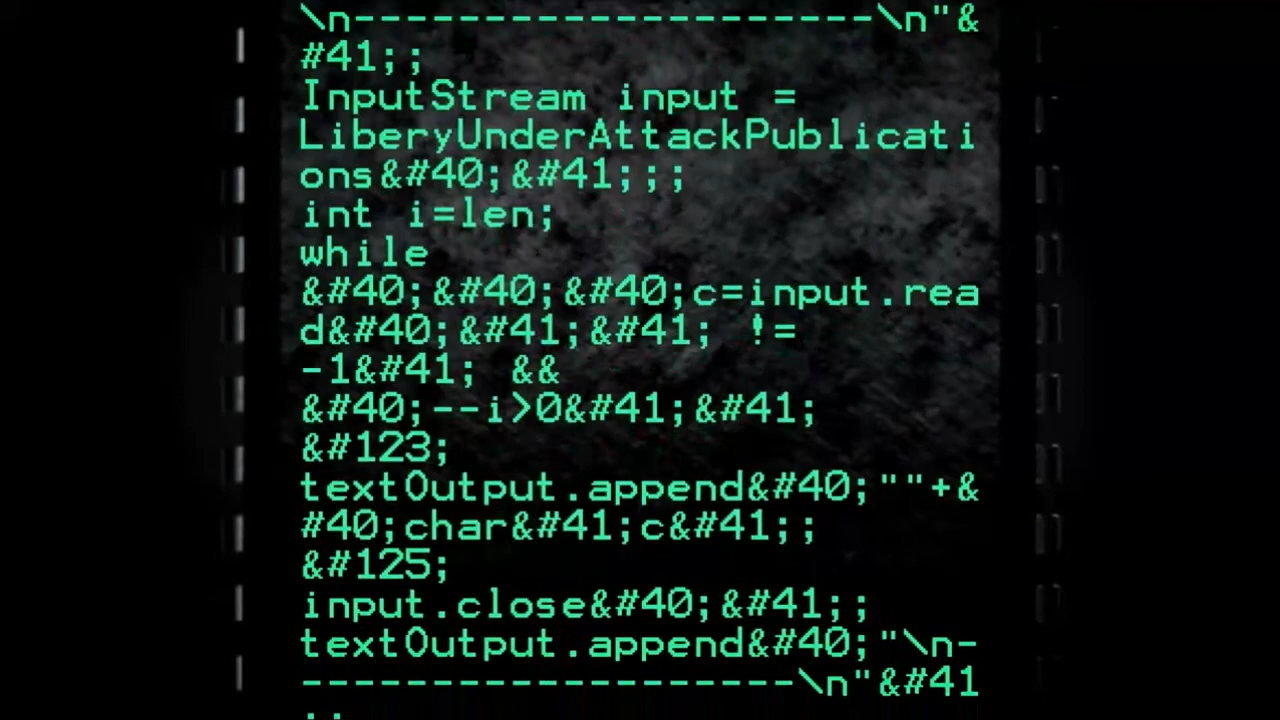 \n--------------------\n"&
#41;;
InputStream input =
LiberyUnderAttackPublicati
ons&#40;&#41;;;
int i=len;
while
&#40;&#40;&#40;c=input.rea
d&#40;&#41;&#41; !=
-1&#41; &&
&#40;--i>0&#41;&#41;
&#123;
textOutput.append&#40;""+&
#40;char&#41;c&#41;;
&#125;
input.close&#40;&#41;;
textOutput.append&#40;"\n-
-------------------\n"&#41
;;